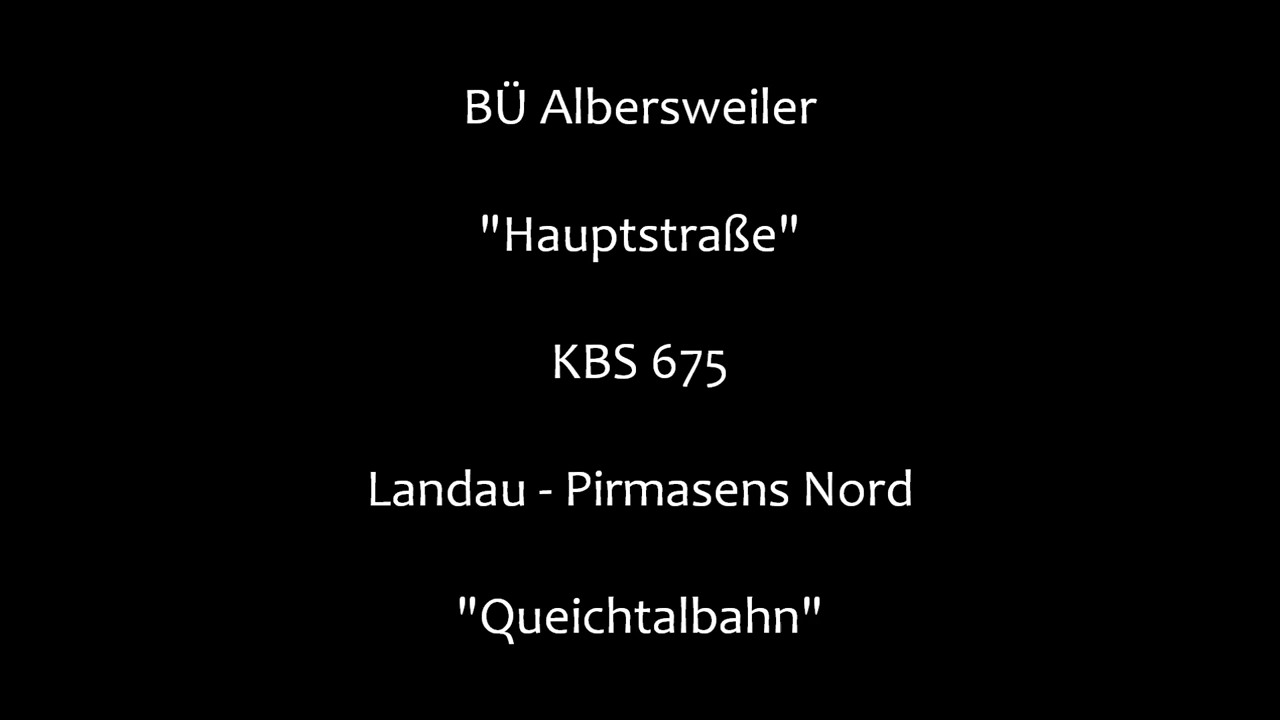 BÜ Albersweiler
"Hauptstraße"
KBS 675
Landau - Pirmasens Nord
"Queichtalbahn"